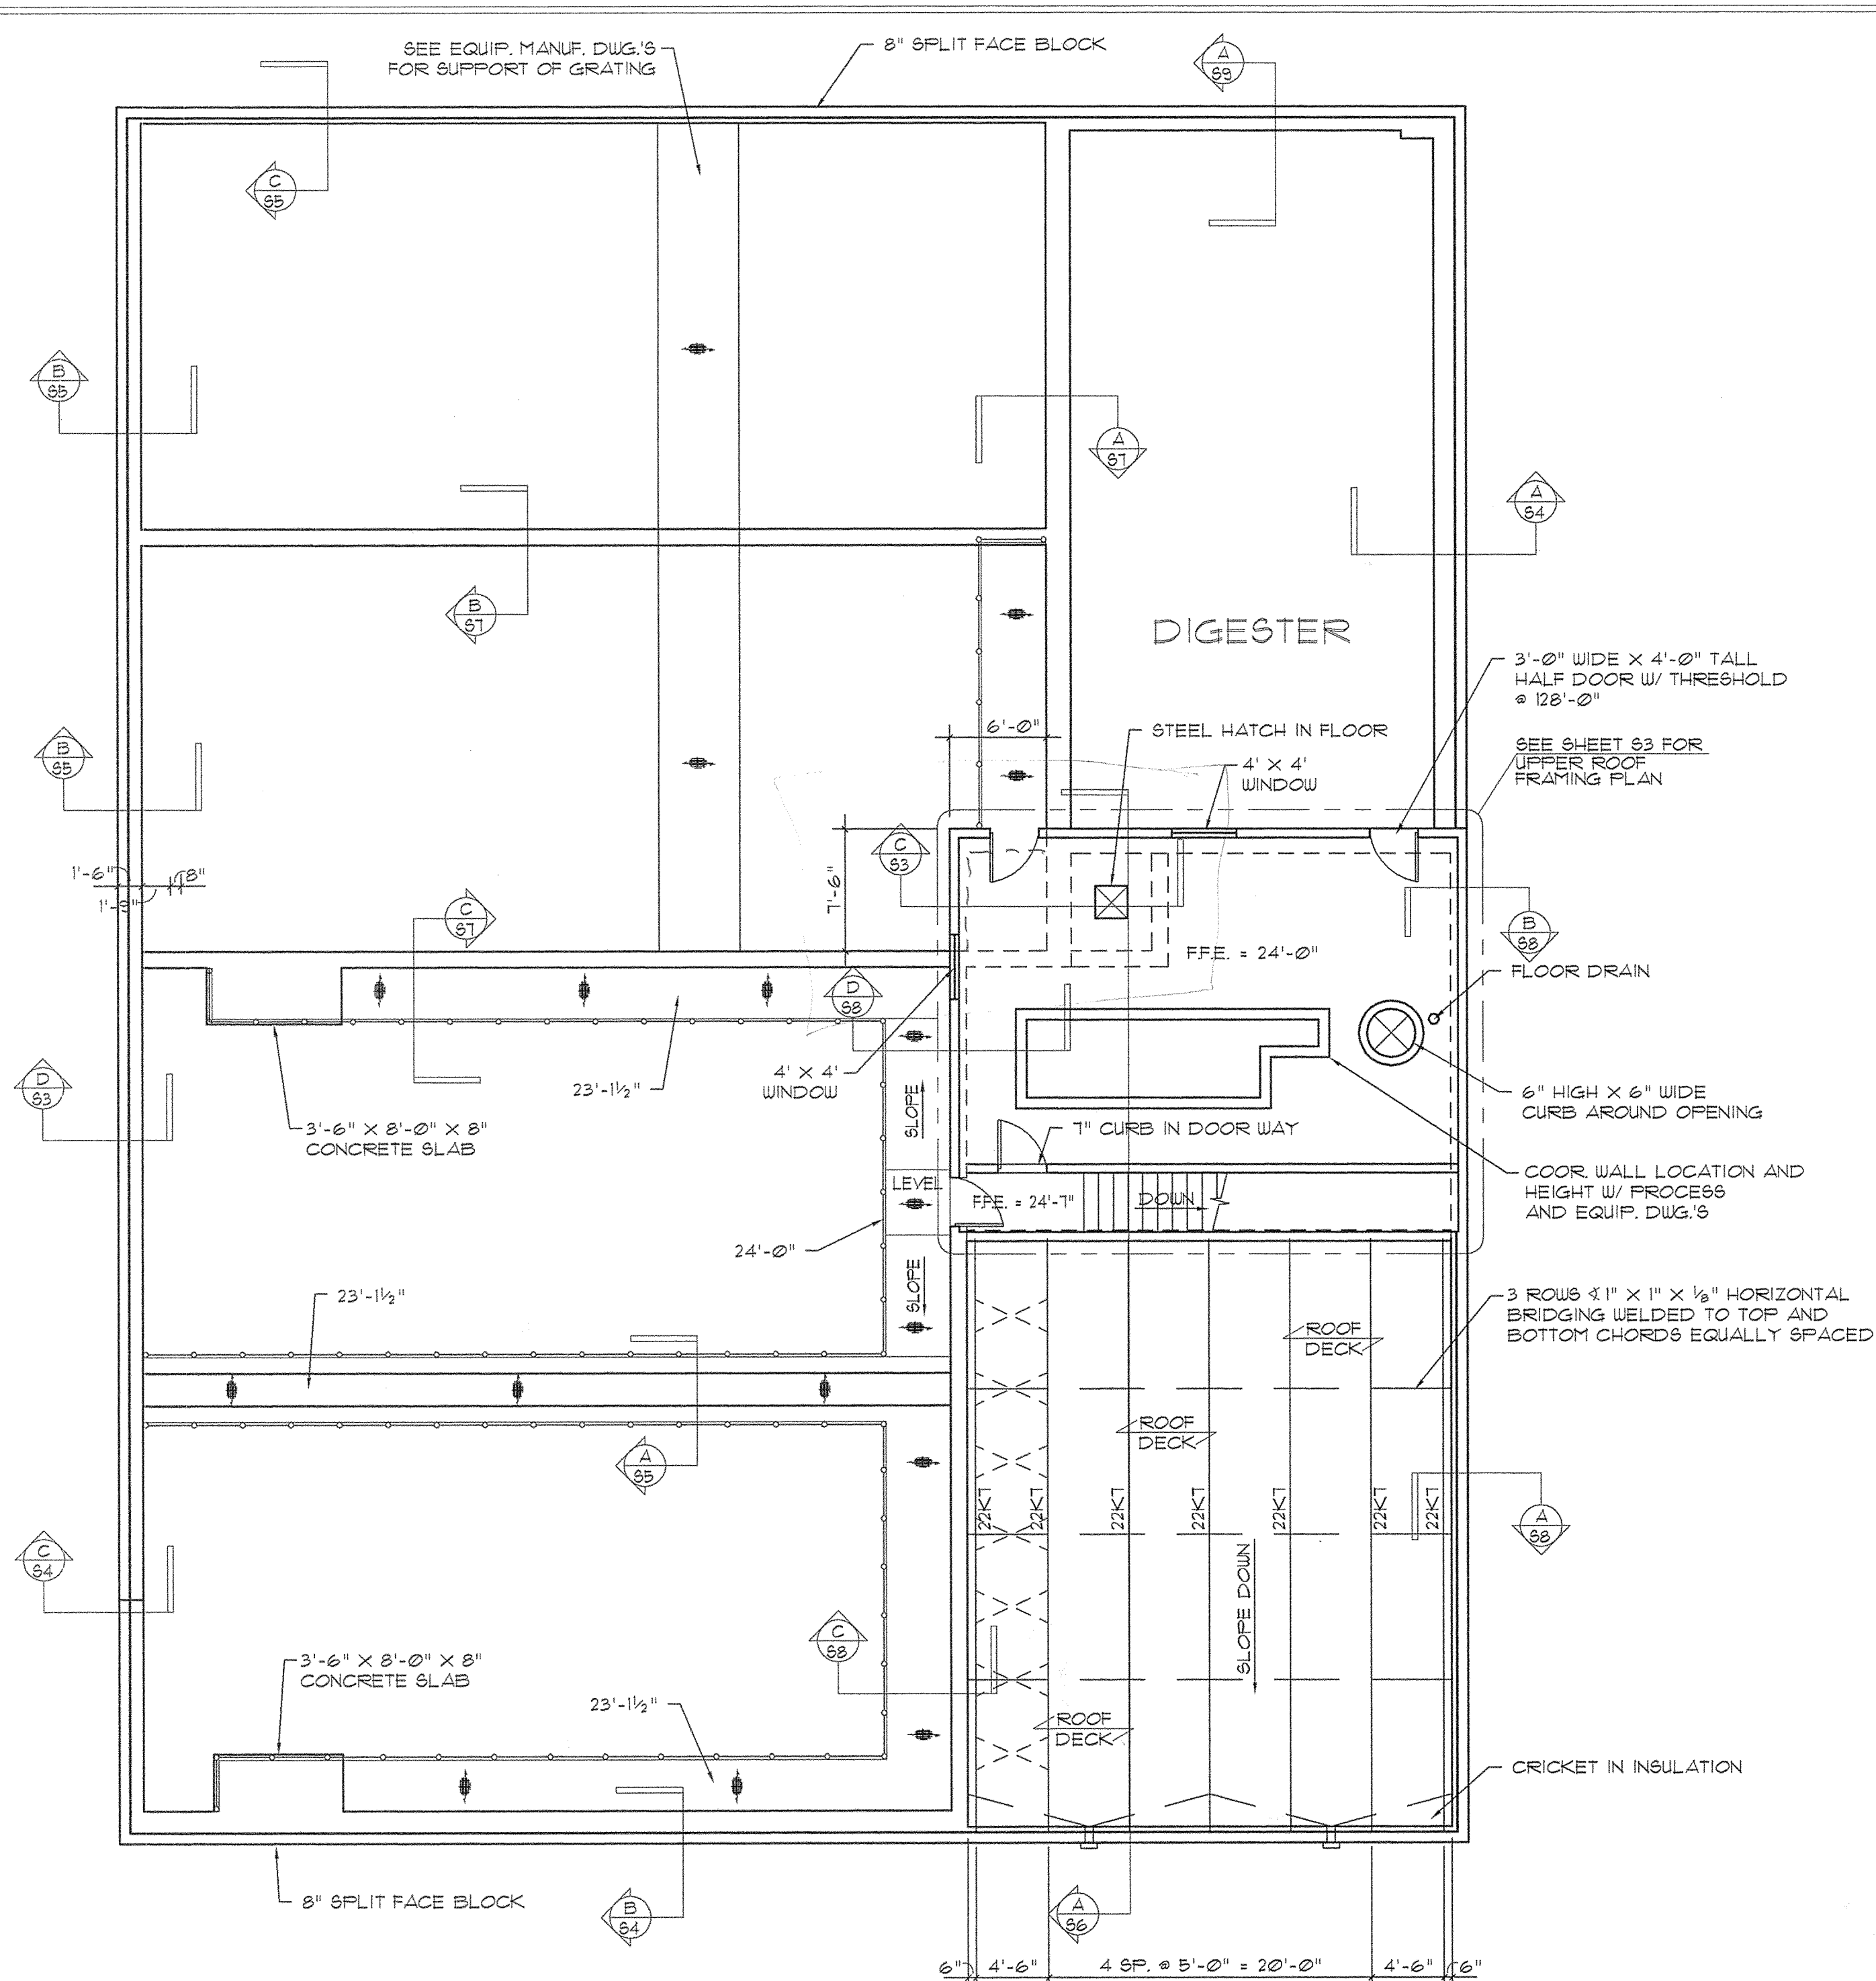 SEE EQUIP. MANUF. DWG.'S
FOR SUPPORT OF GRATING
8" SPLIT FACE BLOCK
A
S9
C
S5
B
S5
A
S7
A
S4
B
S7
DIGESTER
3'-0" WIDE X 4'-0" TALL
HALF DOOR W/ THRESHOLD
@ 128'-0"
6'-0"
STEEL HATCH IN FLOOR
SEE SHEET S3 FOR
UPPER ROOF
FRAMING PLAN
B
S5
4' X 4'
WINDOW
C
S3
1'-6"
8"
1'-9"
7'-6"
C
S7
B
S8
F.F.E. = 24'-0"
FLOOR DRAIN
D
S8
D
S3
4' X 4'
WINDOW
23'-1½"
SLOPE
6" HIGH X 6" WIDE
CURB AROUND OPENING
3'-6" X 8'-0" X 8"
CONCRETE SLAB
7" CURB IN DOOR WAY
COOR. WALL LOCATION AND
HEIGHT W/ PROCESS
AND EQUIP. DWG.'S
LEVEL
F.F.E. = 24'-7"
DOWN
24'-0"
SLOPE
23'-1½"
3 ROWS ∢ 1" X 1" X ⅛" HORIZONTAL
BRIDGING WELDED TO TOP AND
BOTTOM CHORDS EQUALLY SPACED
ROOF
DECK
ROOF
DECK
A
S5
22K7
22K7
22K7
22K7
22K7
22K7
22K7
A
S8
C
S4
SLOPE DOWN
C
S8
3'-6" X 8'-0" X 8"
CONCRETE SLAB
23'-1½"
ROOF
DECK
CRICKET IN INSULATION
8" SPLIT FACE BLOCK
B
S4
A
S6
6"
4'-6"
4 SP. @ 5'-0" = 20'-0"
4'-6"
6"